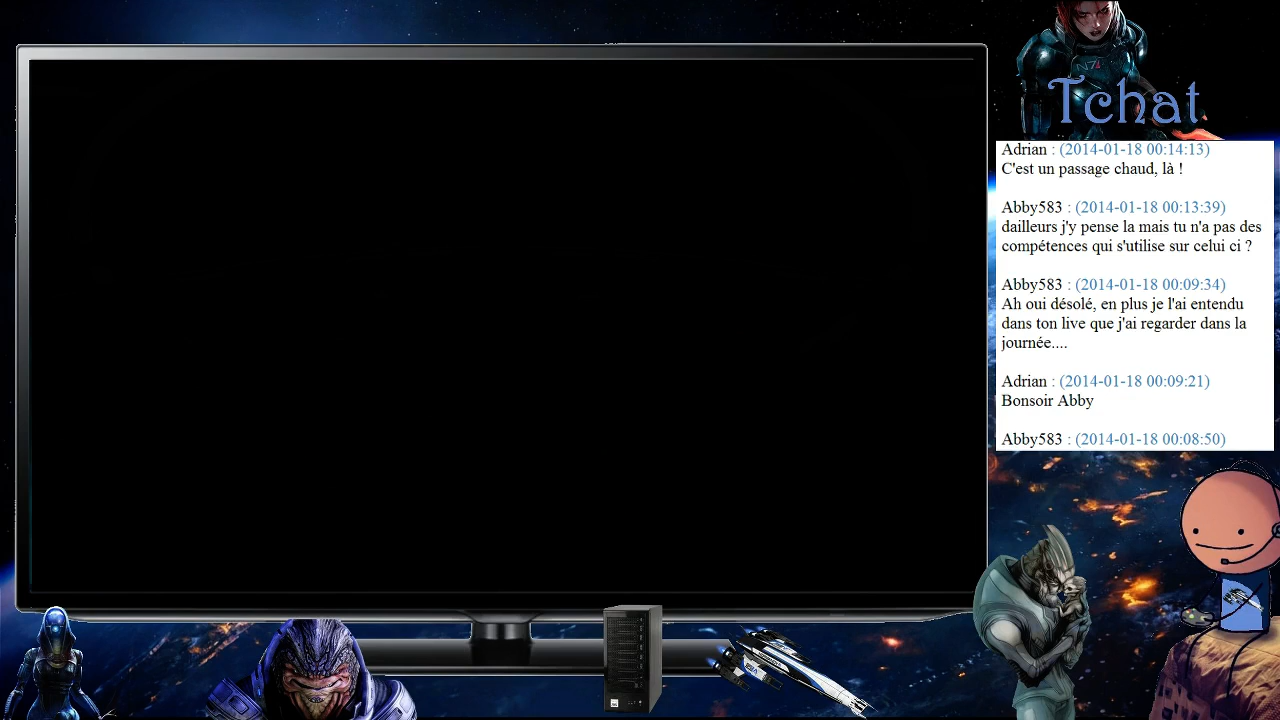 N7
Tchat
Adrian : (2014-01-18 00:14:13)
C'est un passage chaud, là !
Abby583 : (2014-01-18 00:13:39)
dailleurs j'y pense la mais tu n'a pas des
compétences qui s'utilise sur celui ci ?
Abby583 : (2014-01-18 00:09:34)
Ah oui désolé, en plus je l'ai entendu
dans ton live que j'ai regarder dans la
journée....
Adrian : (2014-01-18 00:09:21)
Bonsoir Abby
Abby583 : (2014-01-18 00:08:50)